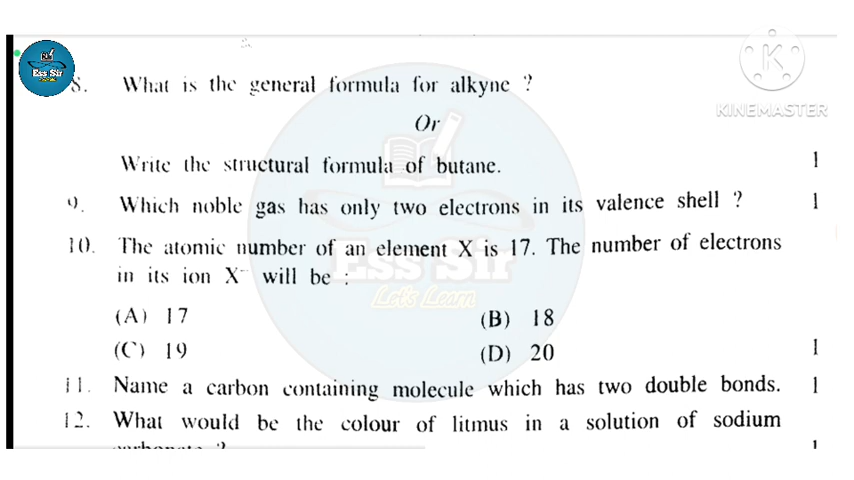 Ess Sir
KINEMASTER
8. What is the general formula for alkyne ?
Or
Write the structural formula of butane. 1
9. Which noble gas has only two electrons in its valence shell ? 1
10. The atomic number of an element X is 17. The number of electrons
in its ion X⁻ will be :
Ess Sir
Let's Learn
(A) 17 (B) 18
(C) 19 (D) 20 1
11. Name a carbon containing molecule which has two double bonds. 1
12. What would be the colour of litmus in a solution of sodium
carbonate ? 1